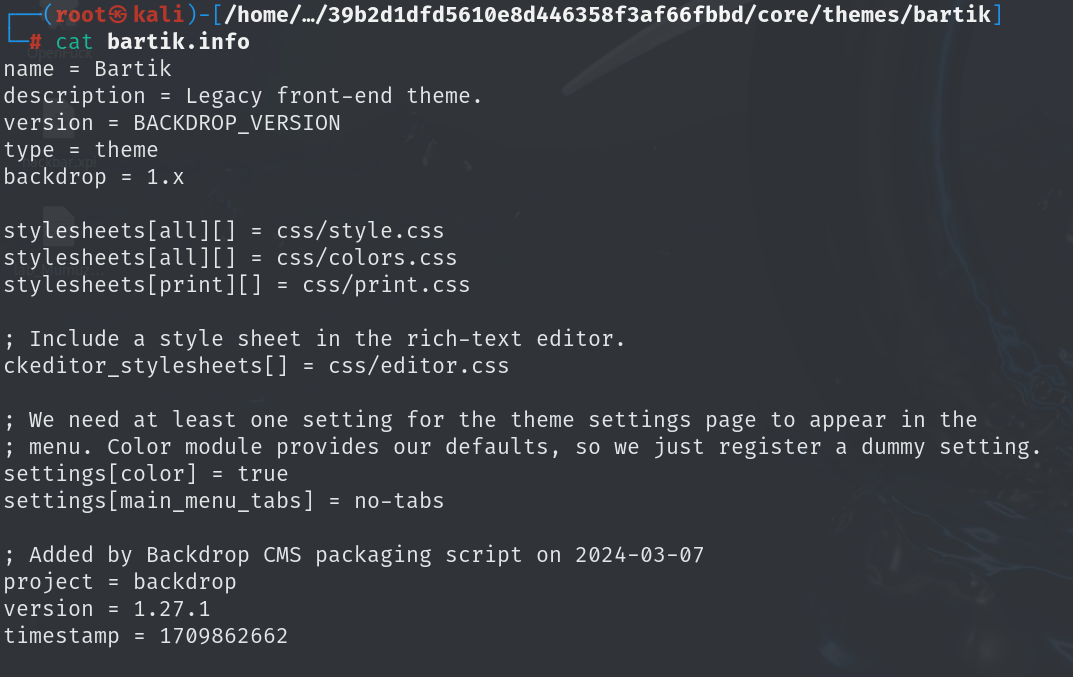 ┌──(root㉿kali)-[/home/…/39b2d1dfd5610e8d446358f3af66fbbd/core/themes/bartik]
└─# cat bartik.info
name = Bartik
description = Legacy front-end theme.
version = BACKDROP_VERSION
type = theme
backdrop = 1.x

stylesheets[all][] = css/style.css
stylesheets[all][] = css/colors.css
stylesheets[print][] = css/print.css

; Include a style sheet in the rich-text editor.
ckeditor_stylesheets[] = css/editor.css

; We need at least one setting for the theme settings page to appear in the
; menu. Color module provides our defaults, so we just register a dummy setting.
settings[color] = true
settings[main_menu_tabs] = no-tabs

; Added by Backdrop CMS packaging script on 2024-03-07
project = backdrop
version = 1.27.1
timestamp = 1709862662